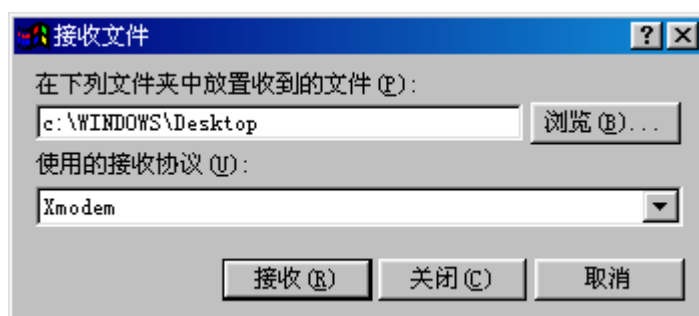 接收文件
在下列文件夹中放置收到的文件(P):
c:\WINDOWS\Desktop 浏览(B)...
使用的接收协议(U):
Xmodem
接收(R) 关闭(C) 取消